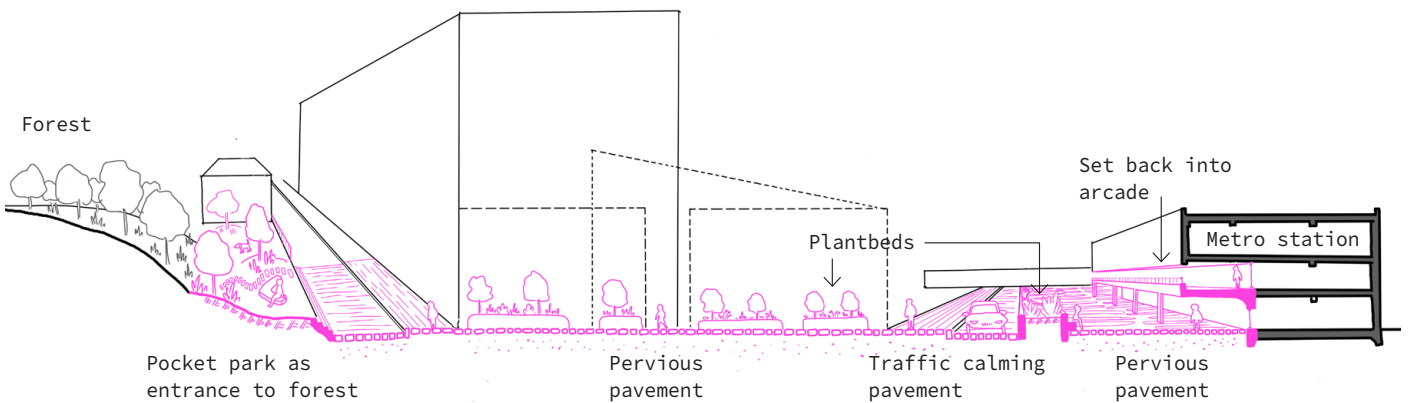 Forest
Set back into
arcade
Plantbeds
Metro station
Pocket park as
entrance to forest
Pervious
pavement
Traffic calming
pavement
Pervious
pavement